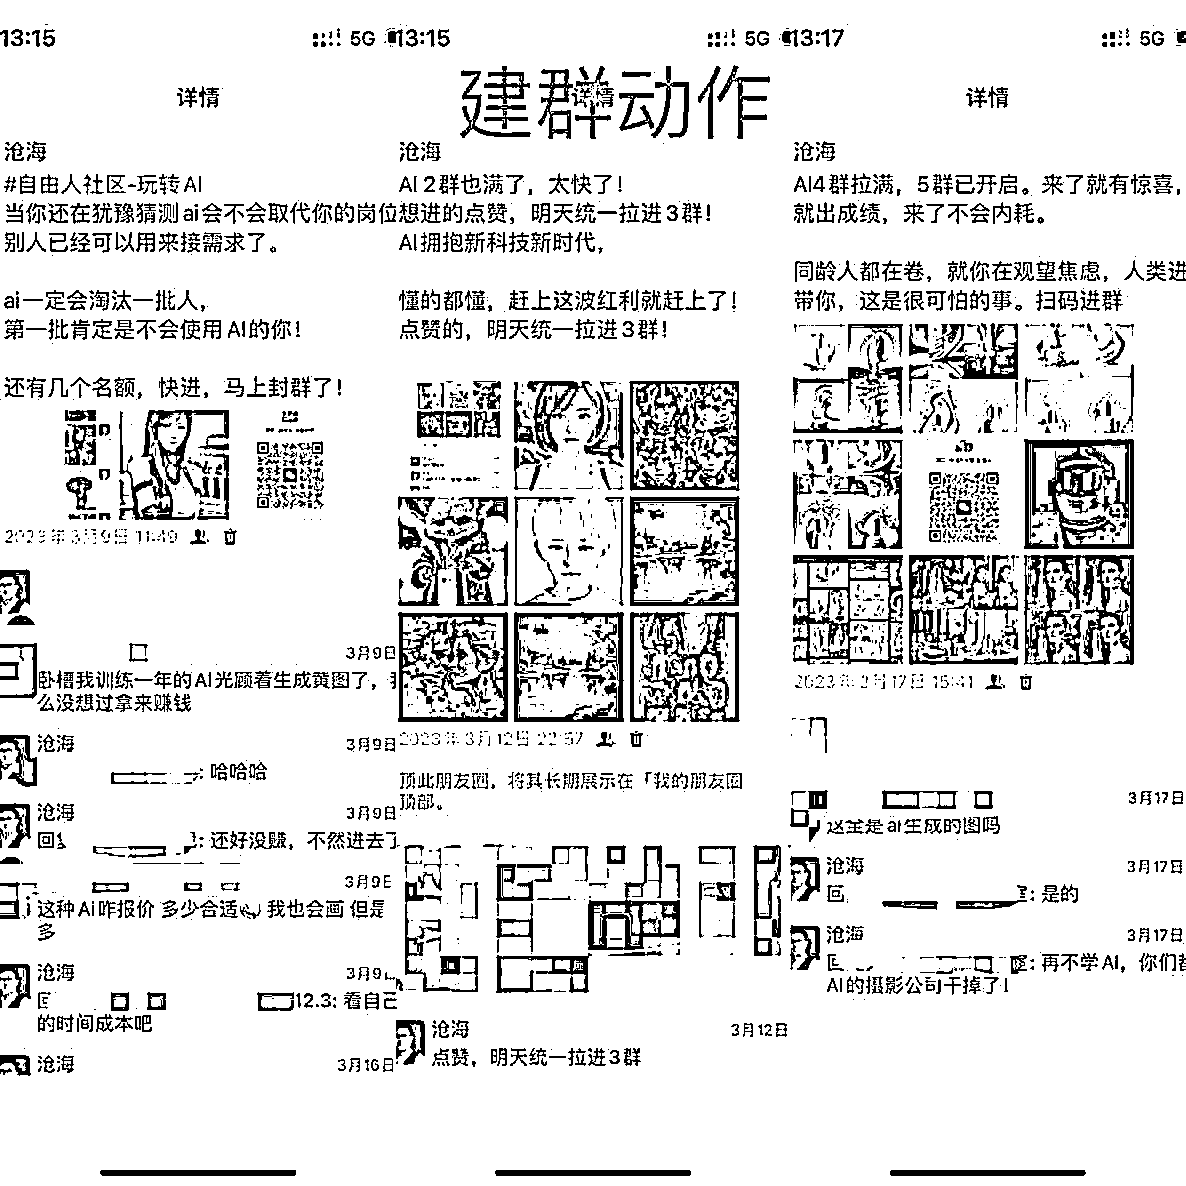 13:15
5G
详情
沧海
#自由人社区-玩转AI
当你还在犹豫猜测ai会不会取代你的岗位
别人已经可以用来接需求了。
ai一定会淘汰一批人，
第一批肯定是不会使用AI的你！
还有几个名额，快进，马上封群了！
2023年3月9日 11:49
3月9日
卧槽我训练一年的AI光顾着生成黄图了，
么没想过拿来赚钱
沧海
3月9日
: 哈哈哈
沧海
3月9日
: 还好没赚，不然进去了
3月9日
这种Ai咋报价 多少合适 我也会画 但是
多
沧海
3月9
12.3: 看自己
的时间成本吧
沧海
3月16日
13:15
5G
建群动作
详情
沧海
AI 2群也满了，太快了！
想进的点赞，明天统一拉进3群！
AI拥抱新科技新时代，
懂的都懂，赶上这波红利就赶上了！
点赞的，明天统一拉进3群！
2023年3月12日 22:57
顶此朋友圈，将其长期展示在「我的朋友圈
顶部。
沧海
3月12日
点赞，明天统一拉进3群
13:17
5G
详情
沧海
AI4群拉满，5群已开启。来了就有惊喜，
就出成绩，来了不会内耗。
同龄人都在卷，就你在观望焦虑，人类进
带你，这是很可怕的事。扫码进群
2023年3月17日 15:41
3月17日
这全是ai生成的图吗
沧海
3月17日
: 是的
沧海
3月17日
: 再不学AI，你们都
AI的摄影公司干掉了！